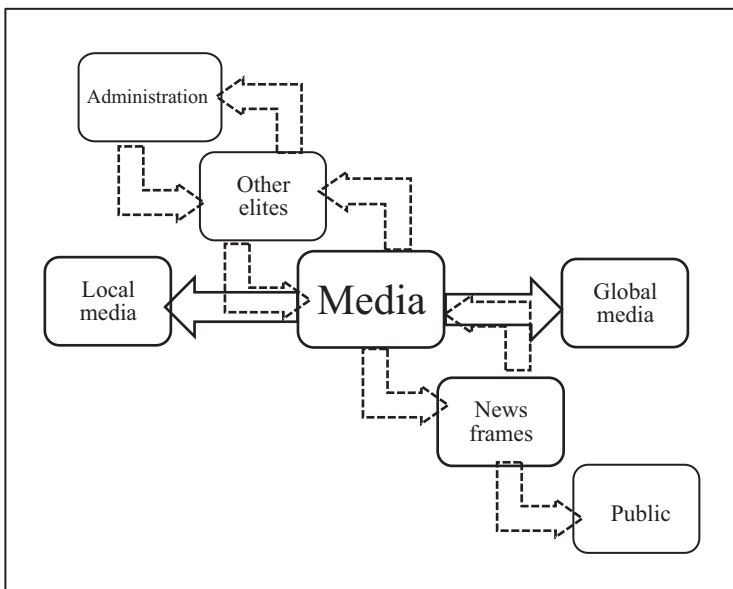 Administration
Other
elites
Local
media
Media
Global
media
News
frames
Public